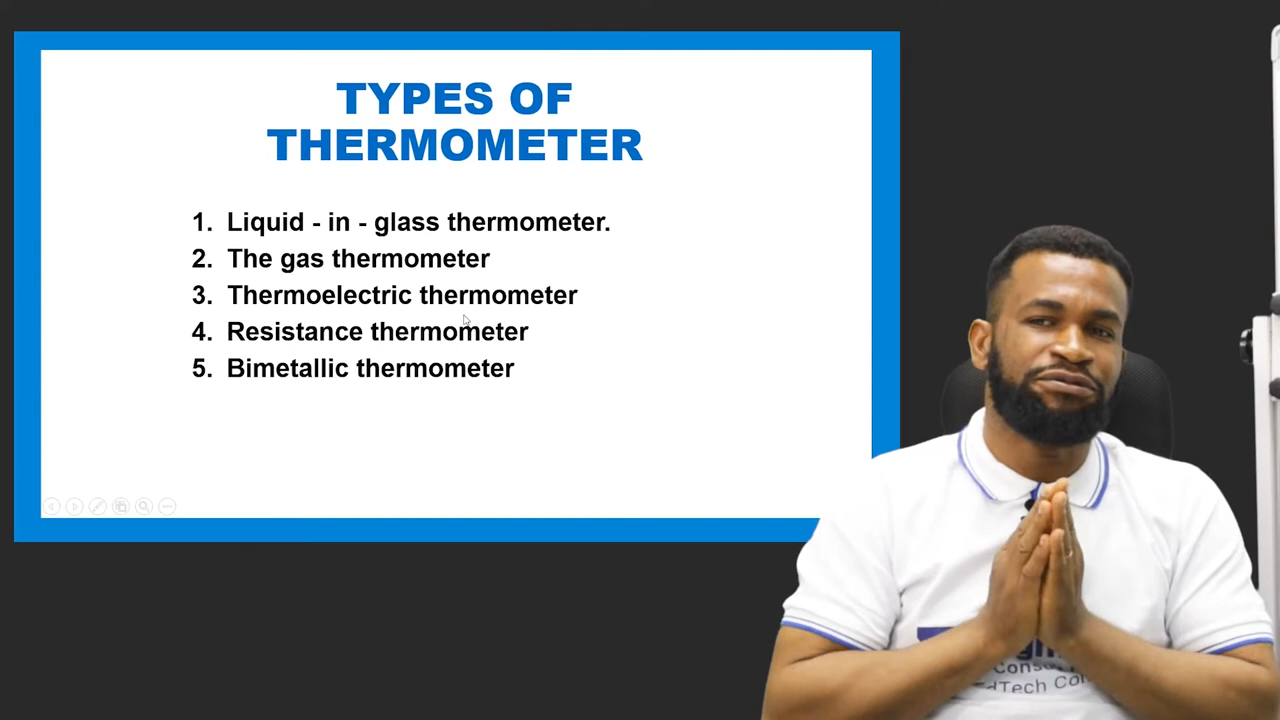 TYPES OF
THERMOMETER
1. Liquid - in - glass thermometer.
2. The gas thermometer
3. Thermoelectric thermometer
4. Resistance thermometer
5. Bimetallic thermometer